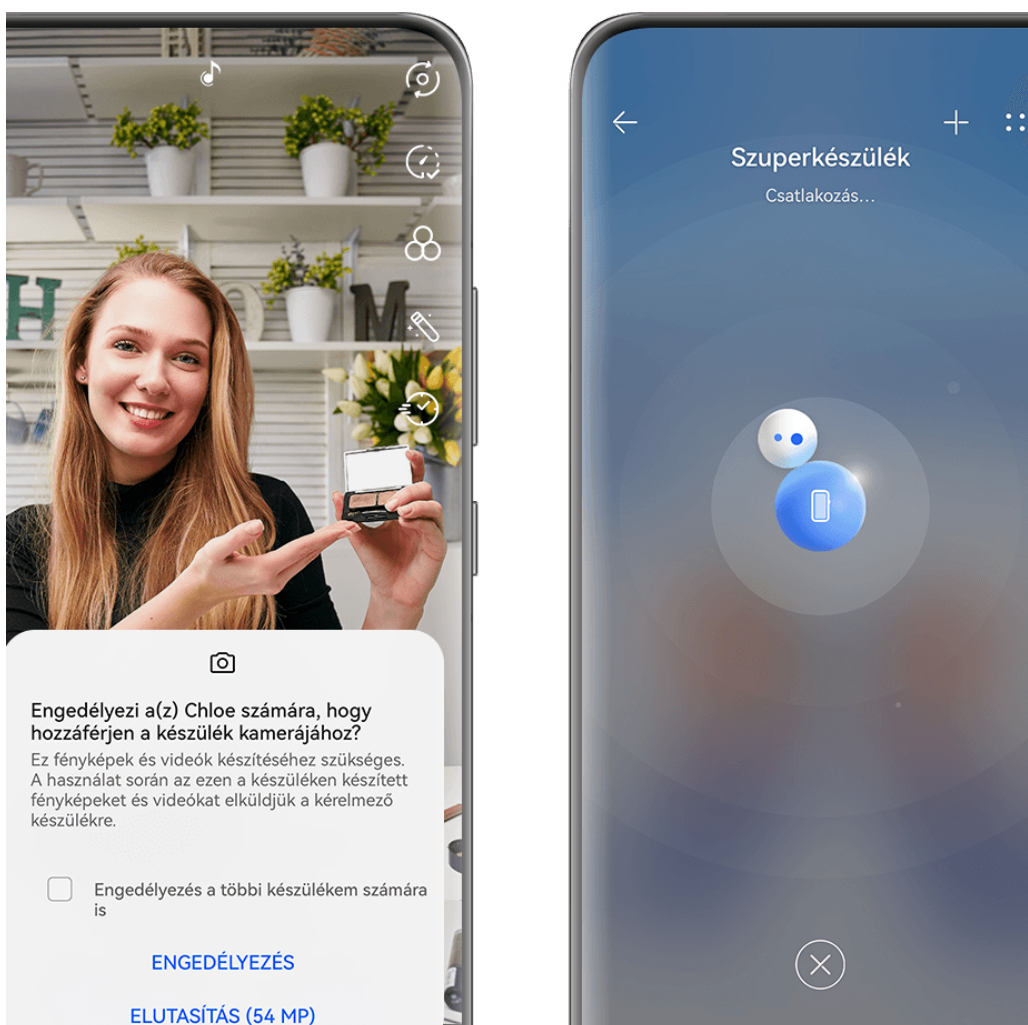 H O M
Engedélyezi a(z) Chloe számára, hogy
hozzáférjen a készülék kamerájához?
Ez fényképek és videók készítéséhez szükséges.
A használat során az ezen a készüléken készített
fényképeket és videókat elküldjük a kérelmező
készülékre.
Engedélyezés a többi készülékem számára
is
ENGEDÉLYEZÉS
ELUTASÍTÁS (54 MP)
Szuperkészülék
Csatlakozás...